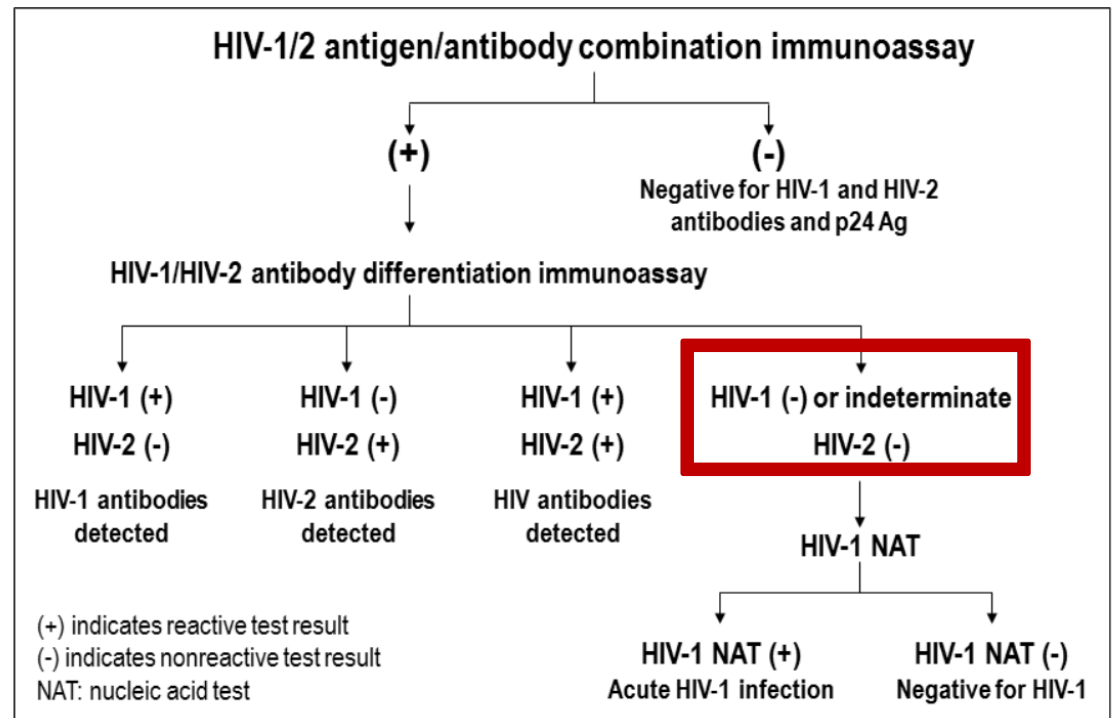 HIV-1/2 antigen/antibody combination immunoassay
(+)
(-)
Negative for HIV-1 and HIV-2
antibodies and p24 Ag
HIV-1/HIV-2 antibody differentiation immunoassay
HIV-1 (+)
HIV-2 (-)
HIV-1 antibodies
detected
HIV-1 (-)
HIV-2 (+)
HIV-2 antibodies
detected
HIV-1 (+)
HIV-2 (+)
HIV antibodies
detected
HIV-1 (-) or indeterminate
HIV-2 (-)
HIV-1 NAT
HIV-1 NAT (+)
Acute HIV-1 infection
HIV-1 NAT (-)
Negative for HIV-1
(+) indicates reactive test result
(-) indicates nonreactive test result
NAT: nucleic acid test